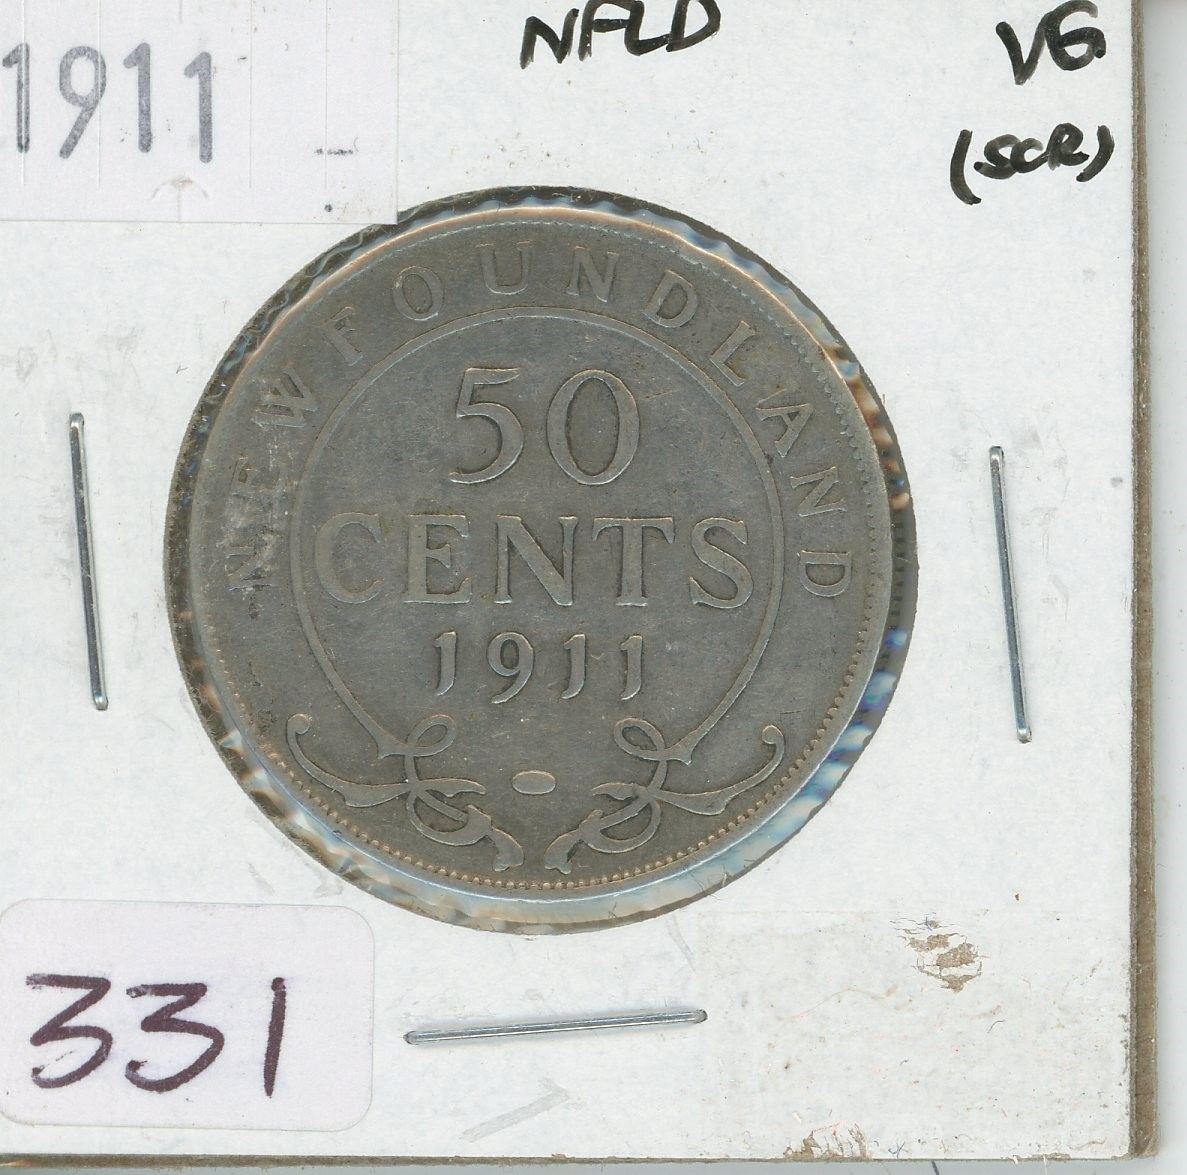 1911
NFLD
VG
(SCR)
NEWFOUNDLAND
50
CENTS
1911
331